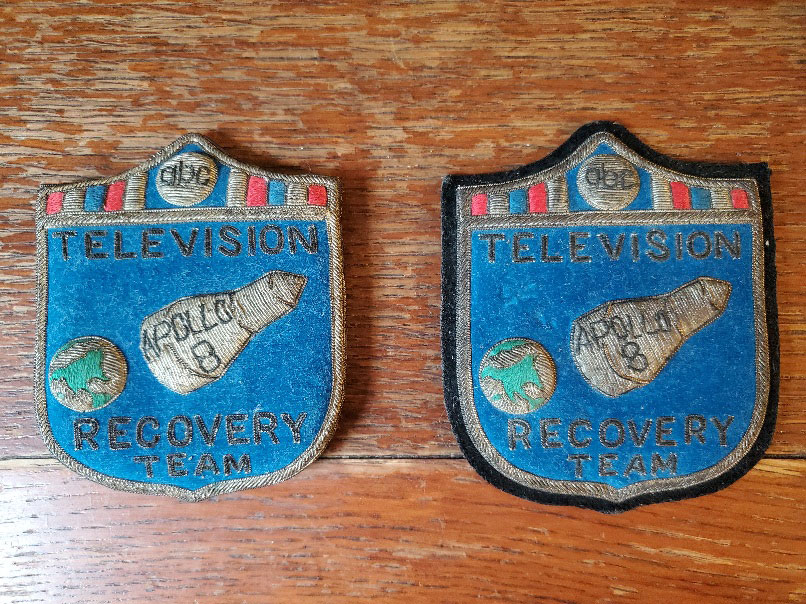 abc
TELEVISION
APOLLO
8
RECOVERY
TEAM
abc
TELEVISION
APOLLO
8
RECOVERY
TEAM